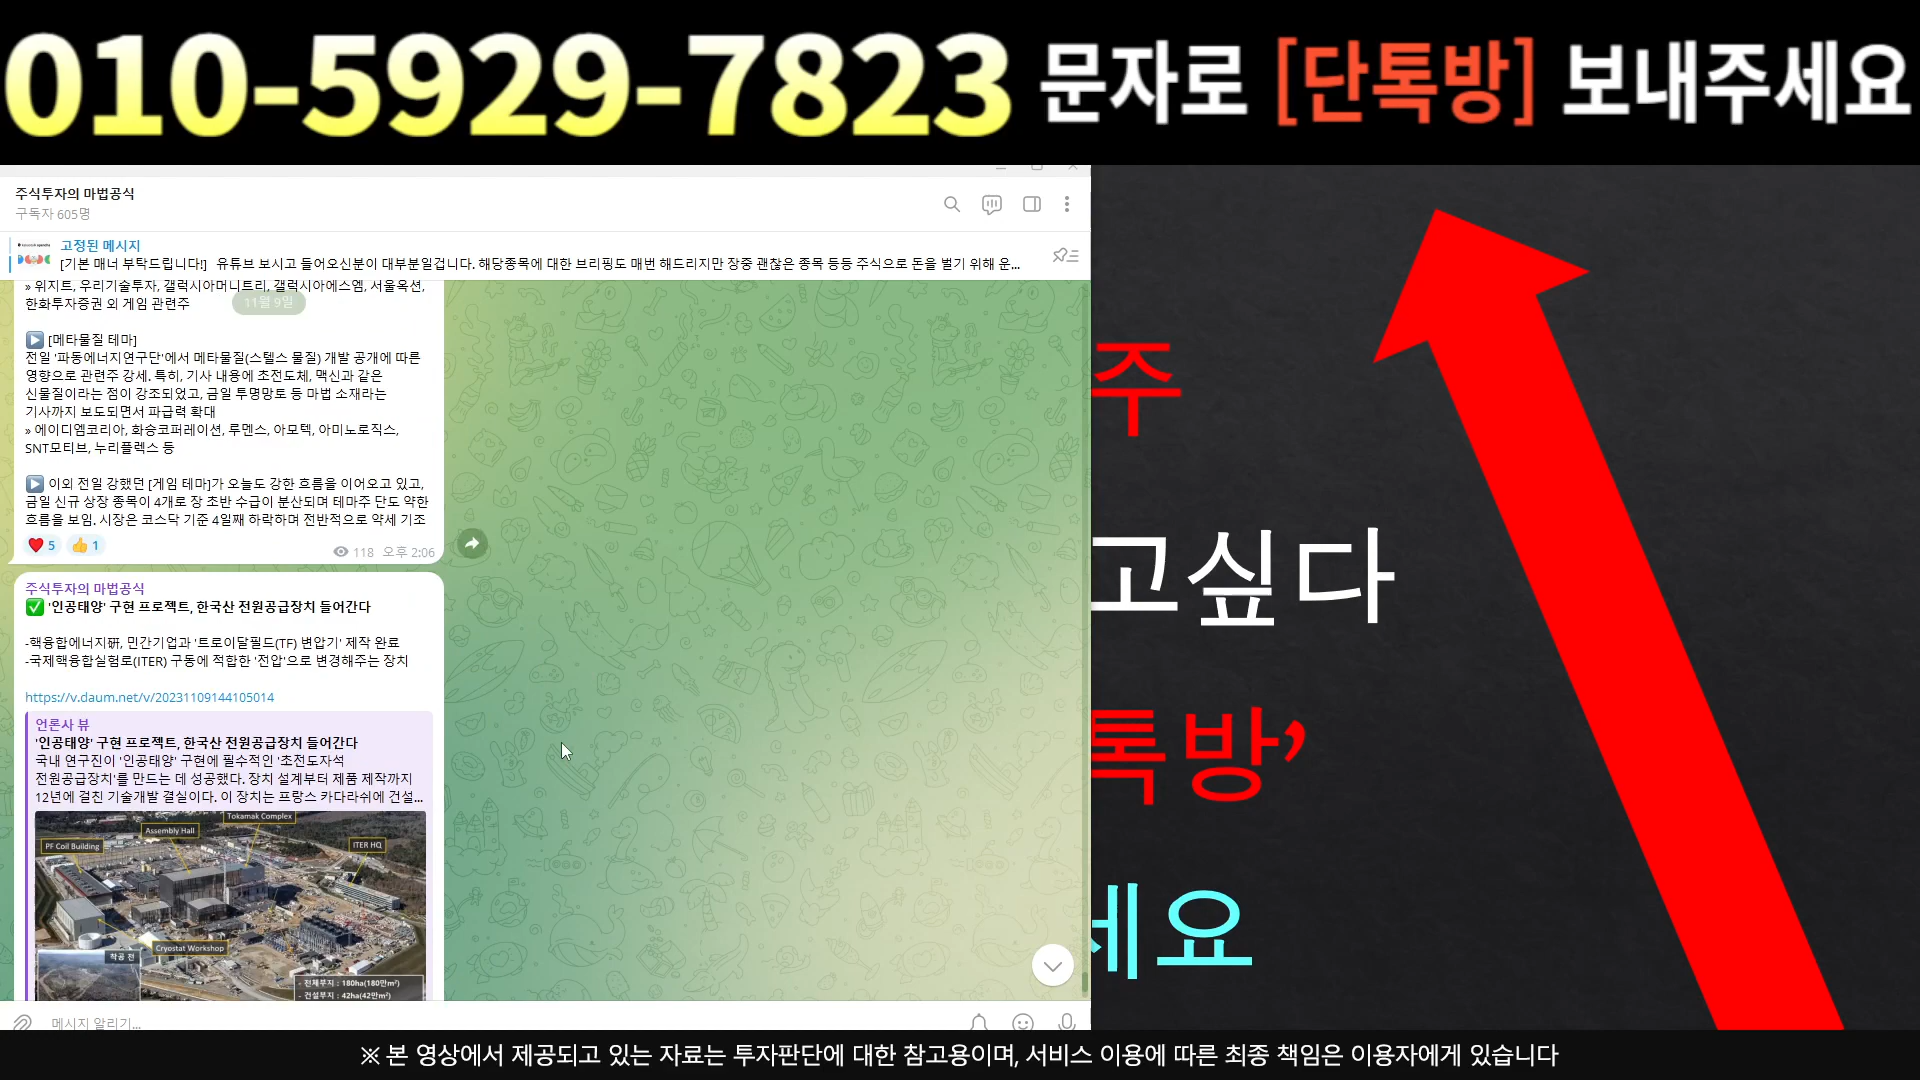 010-5929-7823 문자로 [단톡방] 보내주세요
주식투자의 마법공식
구독자 605명
고정된 메시지
[기본 매너 부탁드립니다!] 유튜브 보시고 들어오신분이 대부분일겁니다. 해당종목에 대한 브리핑도 매번 해드리지만 장중 괜찮은 종목 등등 주식으로 돈을 벌기 위해 운...
» 위지트, 우리기술투자, 갤럭시아머니트리, 갤럭시아에스엠, 서울옥션,
한화투자증권 외 게임 관련주
11월 9일
[메타물질 테마]
전일 '파동에너지연구단'에서 메타물질(스텔스 물질) 개발 공개에 따른
영향으로 관련주 강세. 특히, 기사 내용에 초전도체, 맥신과 같은
신물질이라는 점이 강조되었고, 금일 투명망토 등 마법 소재라는
기사까지 보도되면서 파급력 확대
» 에이디엠코리아, 화승코퍼레이션, 루멘스, 아모텍, 아미노로직스,
SNT모티브, 누리플렉스 등
이외 전일 강했던 [게임 테마]가 오늘도 강한 흐름을 이어오고 있고,
금일 신규 상장 종목이 4개로 장 초반 수급이 분산되며 테마주 단도 약한
흐름을 보임. 시장은 코스닥 기준 4일째 하락하며 전반적으로 약세 기조
5 1 118 오후 2:06
주식투자의 마법공식
'인공태양' 구현 프로젝트, 한국산 전원공급장치 들어간다
-핵융합에너지硏, 민간기업과 '트로이달필드(TF) 변압기' 제작 완료
-국제핵융합실험로(ITER) 구동에 적합한 '전압'으로 변경해주는 장치
https://v.daum.net/v/20231109144105014
언론사 뷰
'인공태양' 구현 프로젝트, 한국산 전원공급장치 들어간다
국내 연구진이 '인공태양' 구현에 필수적인 '초전도자석
전원공급장치'를 만드는 데 성공했다. 장치 설계부터 제품 제작까지
12년에 걸친 기술개발 결실이다. 이 장치는 프랑스 카다라쉬에 건설...
Tokamak Complex
Assembly Hall
PF Coil Building
ITER HQ
Cryostat Workshop
착공 전
- 전체부지 : 180ha(180만m²)
- 건설부지 : 42ha(42만m²)
메시지 알리기...
주
고싶다
톡방’
세요
※ 본 영상에서 제공되고 있는 자료는 투자판단에 대한 참고용이며, 서비스 이용에 따른 최종 책임은 이용자에게 있습니다